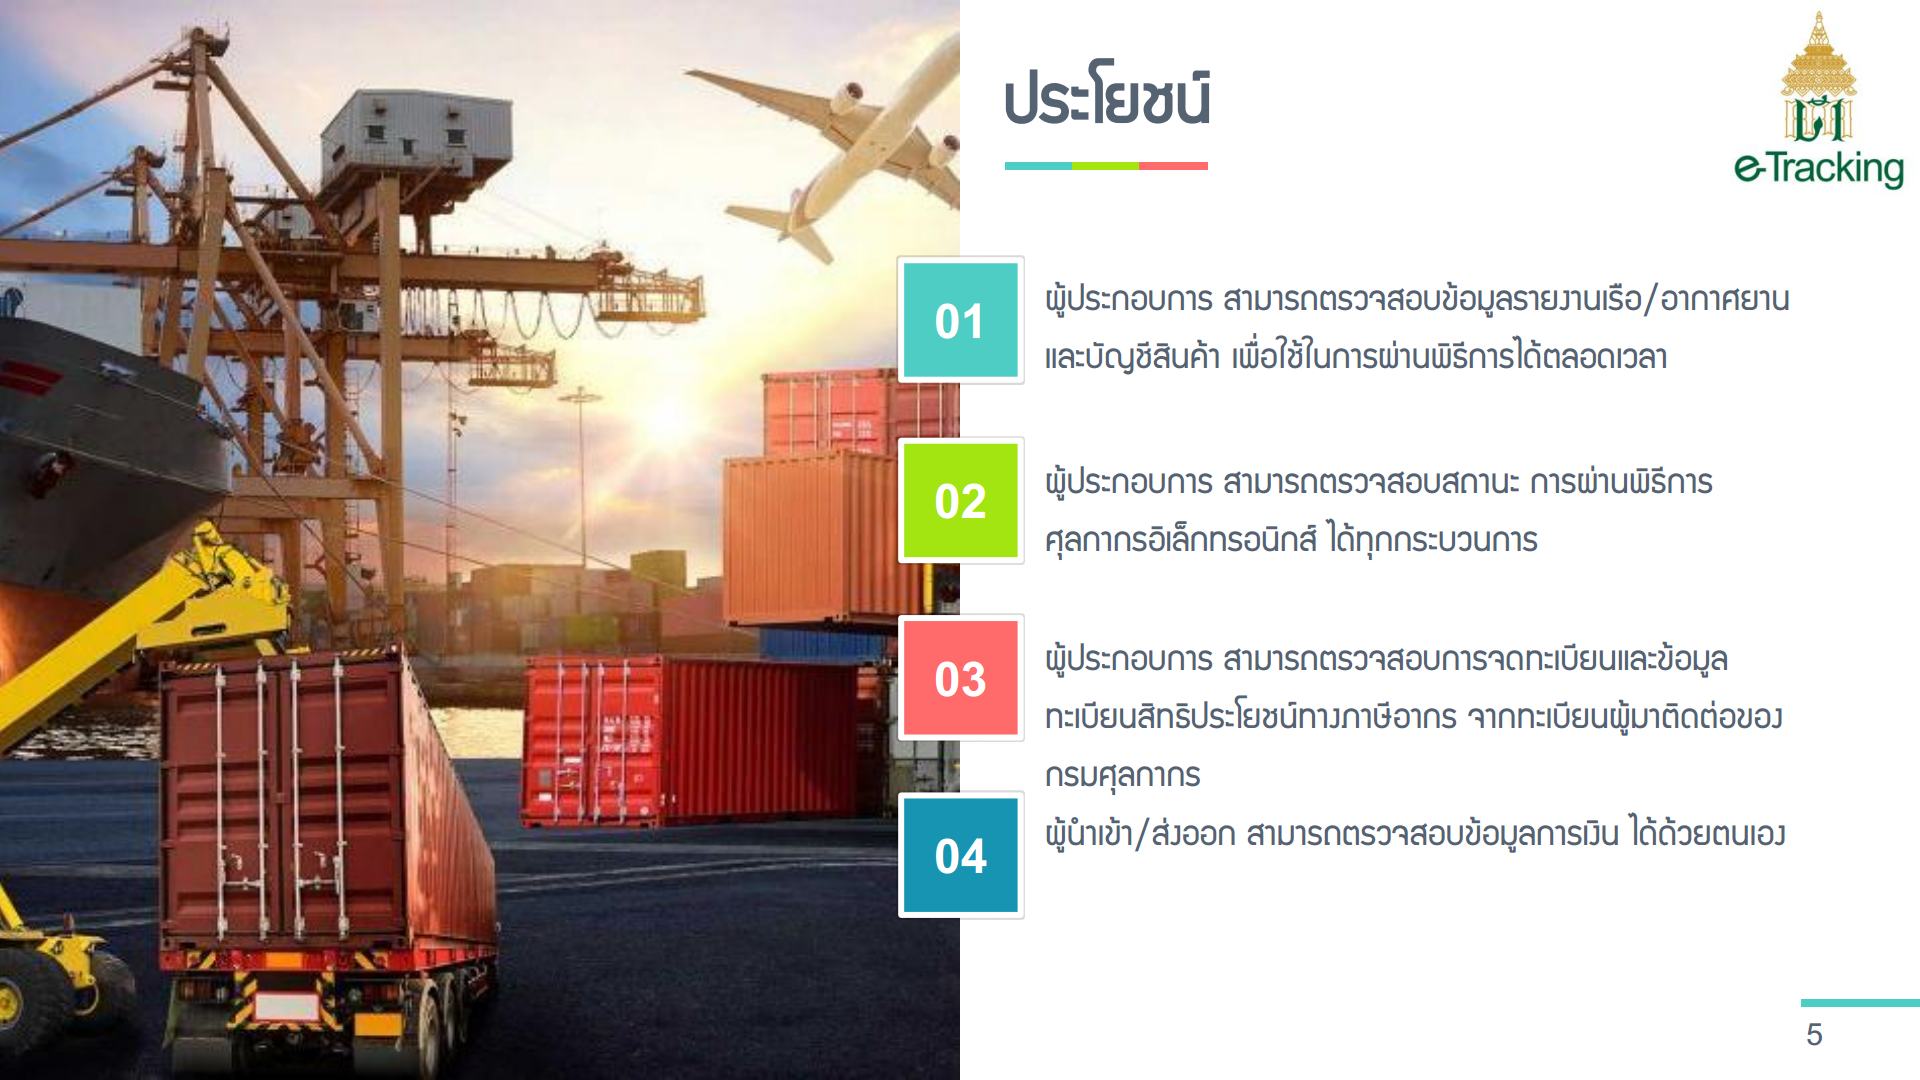 ประโยชน์
e-Tracking
01
ผู้ประกอบการ สามารถตรวจสอบข้อมูลรายงานเรือ/อากาศยาน
และบัญชีสินค้า เพื่อใช้ในการผ่านพิธีการได้ตลอดเวลา
02
ผู้ประกอบการ สามารถตรวจสอบสถานะ การผ่านพิธีการ
ศุลกากรอิเล็กทรอนิกส์ ได้ทุกกระบวนการ
03
ผู้ประกอบการ สามารถตรวจสอบการจดทะเบียนและข้อมูล
ทะเบียนสิทธิประโยชน์ทางภาษีอากร จากทะเบียนผู้มาติดต่อของ
กรมศุลกากร
04
ผู้นำเข้า/ส่งออก สามารถตรวจสอบข้อมูลการเงิน ได้ด้วยตนเอง
5